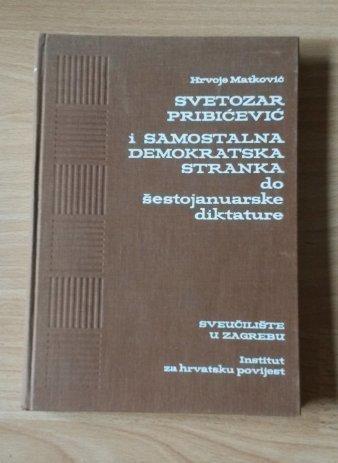 Hrvoje Matković
SVETOZAR
PRIBIĆEVIĆ
i SAMOSTALNA
DEMOKRATSKA
STRANKA
do
šestojanuarske
diktature
SVEUČILIŠTE
U ZAGREBU
Institut
za hrvatsku povijest